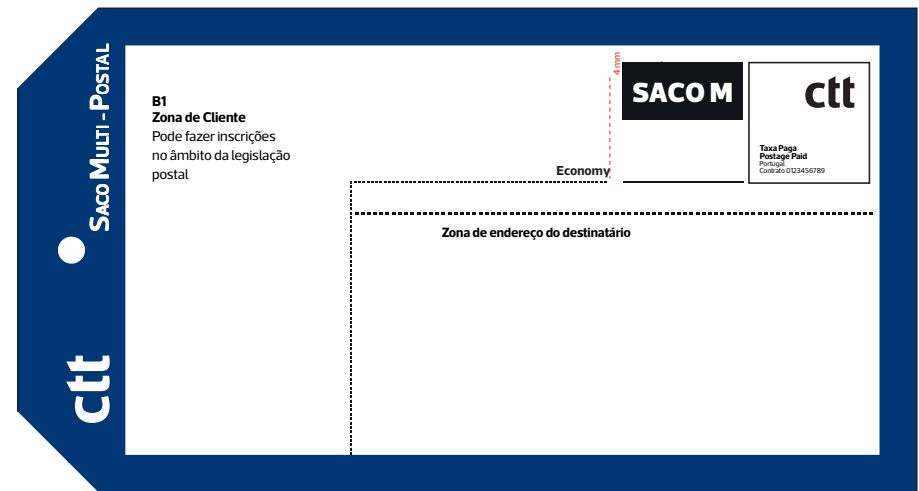 SACO MULTI - POSTAL
ctt
B1
Zona de Cliente
Pode fazer inscrições
no âmbito da legislação
postal
4 mm
SACO M
ctt
Taxa Paga
Postage Paid
Portugal
Contrato 0123456789
Economy
Zona de endereço do destinatário